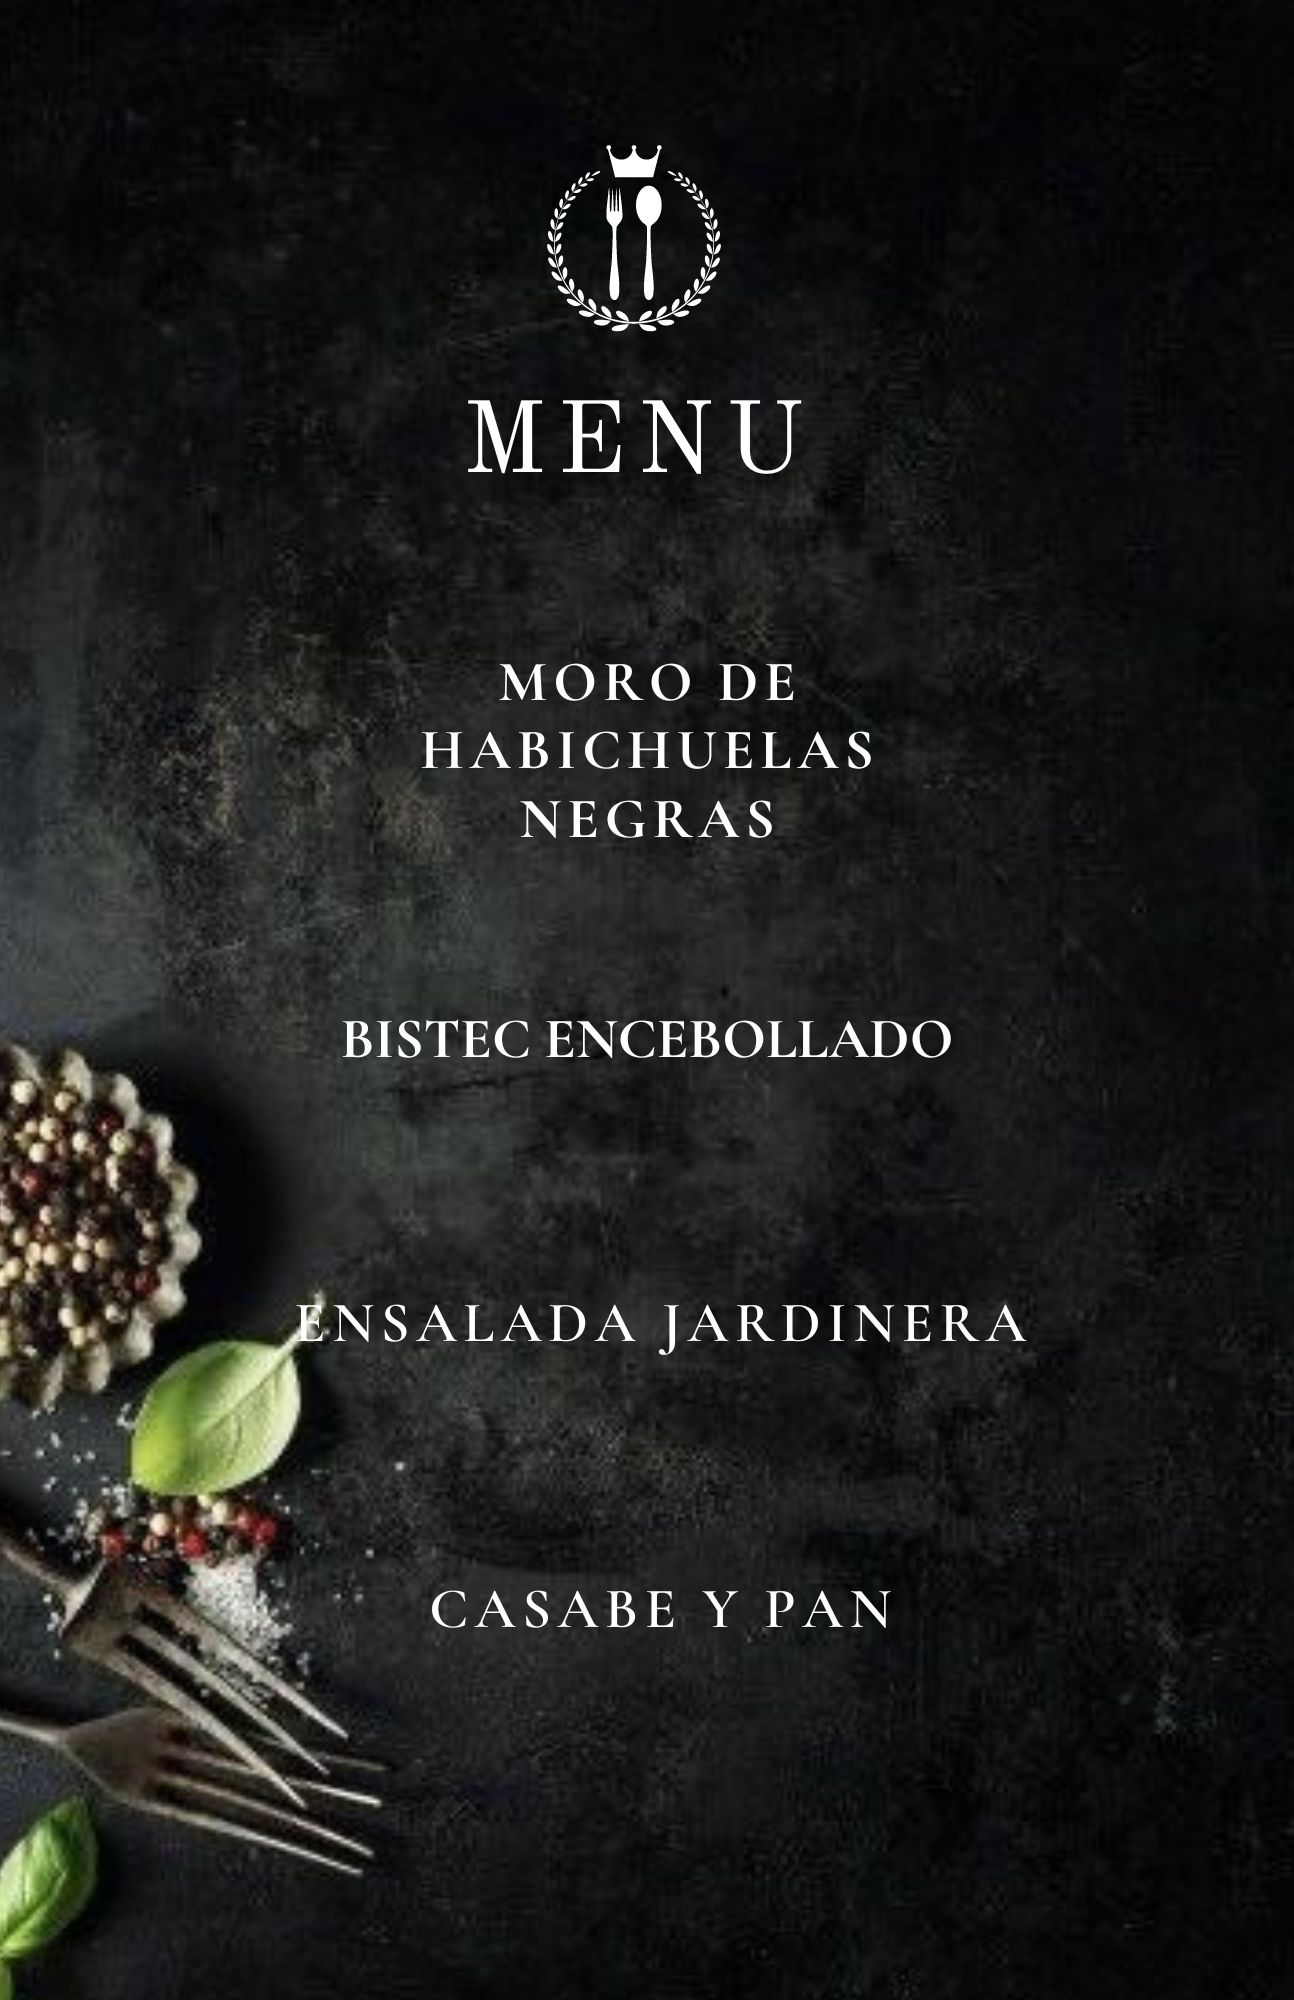 MENU
MORO DE
HABICHUELAS
NEGRAS
BISTEC ENCEBOLLADO
ENSALADA JARDINERA
CASABE Y PAN